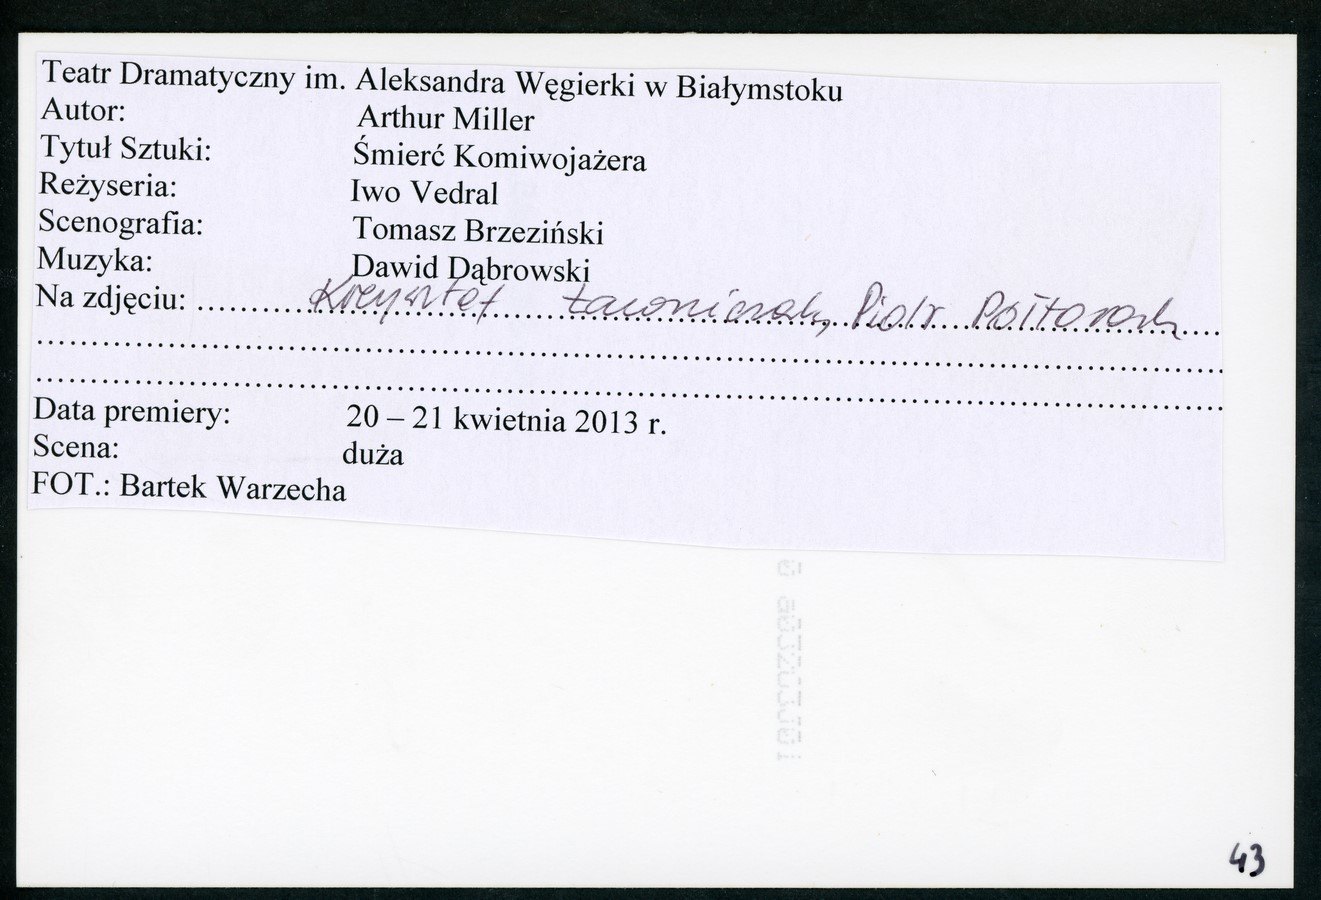 Teatr Dramatyczny im. Aleksandra Węgierki w Białymstoku
Autor: Arthur Miller
Tytuł Sztuki: Śmierć Komiwojażera
Reżyseria: Iwo Vedral
Scenografia: Tomasz Brzeziński
Muzyka: Dawid Dąbrowski
Na zdjęciu: Krzysztof Ławniczak, Piotr Półtorak
Data premiery: 20 – 21 kwietnia 2013 r.
Scena: duża
FOT.: Bartek Warzecha
43